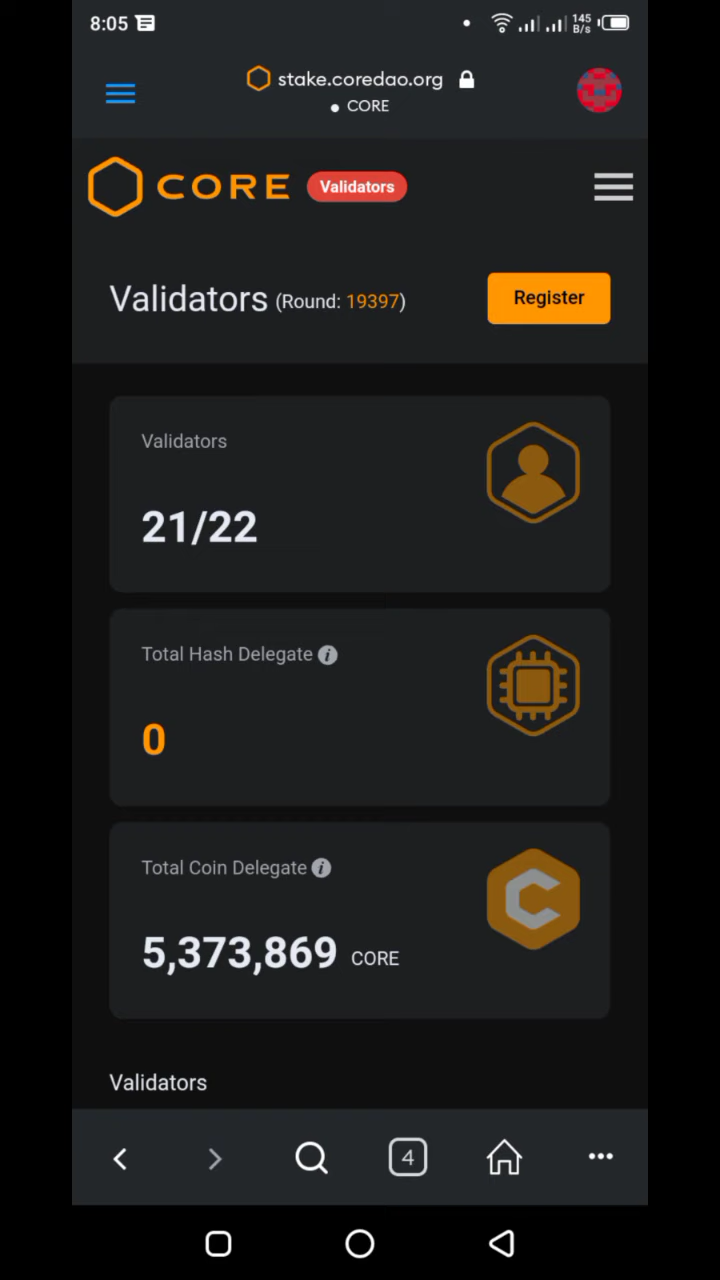 8:05
145
B/s
stake.coredao.org
CORE
CORE Validators
Validators (Round: 19397)
Register
Validators
21/22
Total Hash Delegate i
0
Total Coin Delegate i
5,373,869 CORE
Validators
4